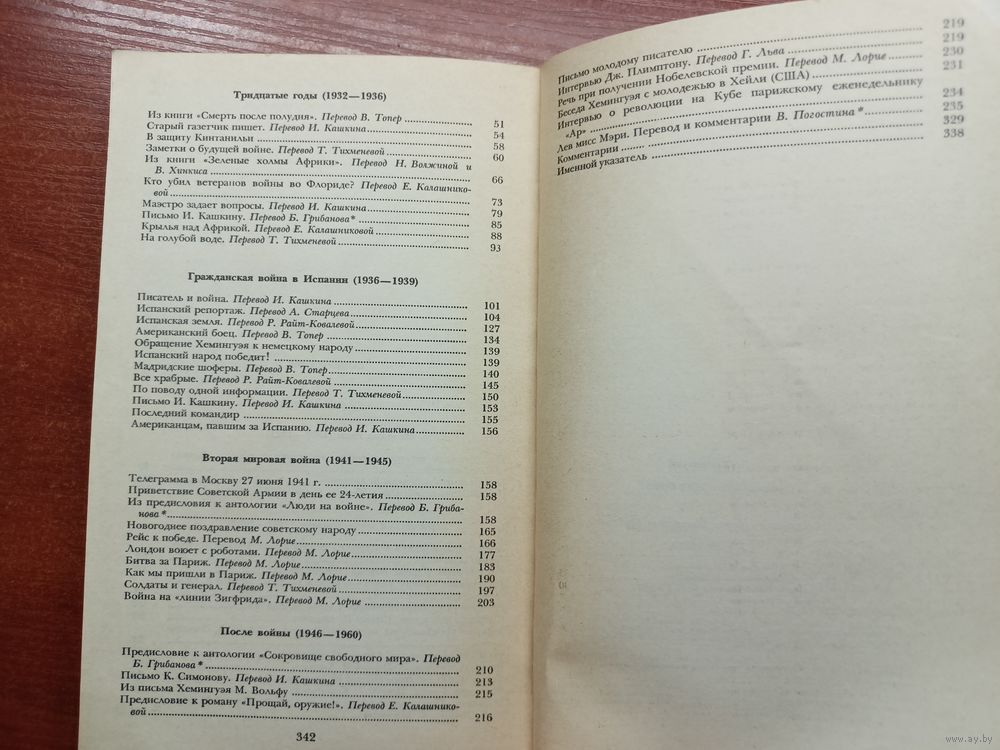 Тридцатые годы (1932—1936)
Из книги «Смерть после полудня». Перевод В. Топер 51
Старый газетчик пишет. Перевод И. Кашкина 54
В защиту Кинтанильи 58
Заметки о будущей войне. Перевод Т. Тихменевой 60
Из книги «Зеленые холмы Африки». Перевод Н. Волжиной и
В. Хинкиса 66
Кто убил ветеранов войны во Флориде? Перевод Е. Калашнико-
вой 73
Маэстро задает вопросы. Перевод И. Кашкина 79
Письмо И. Кашкину. Перевод Б. Грибанова* 85
Крылья над Африкой. Перевод Е. Калашниковой 88
На голубой воде. Перевод Т. Тихменевой 93
Гражданская война в Испании (1936—1939)
Писатель и война. Перевод И. Кашкина 101
Испанский репортаж. Перевод А. Старцева 104
Испанская земля. Перевод Р. Райт-Ковалевой 127
Американский боец. Перевод В. Топер 134
Обращение Хемингуэя к немецкому народу 139
Испанский народ победит! 139
Мадридские шоферы. Перевод В. Топер 140
Все храбрые. Перевод Р. Райт-Ковалевой 145
По поводу одной информации. Перевод Т. Тихменевой 150
Письмо И. Кашкину. Перевод И. Кашкина 153
Последний командир 155
Американцам, павшим за Испанию. Перевод И. Кашкина 156
Вторая мировая война (1941—1945)
Телеграмма в Москву 27 июня 1941 г. 158
Приветствие Советской Армии в день ее 24-летия 158
Из предисловия к антологии «Люди на войне». Перевод Б. Гриба-
нова* 158
Новогоднее поздравление советскому народу 165
Рейс к победе. Перевод М. Лорие 166
Лондон воюет с роботами. Перевод М. Лорие 177
Битва за Париж. Перевод М. Лорие 183
Как мы пришли в Париж. Перевод М. Лорие 190
Солдаты и генерал. Перевод Т. Тихменевой 197
Война на «линии Зигфрида». Перевод М. Лорие 203
После войны (1946—1960)
Предисловие к антологии «Сокровище свободного мира». Перевод
Б. Грибанова* 210
Письмо К. Симонову. Перевод И. Кашкина 213
Из письма Хемингуэя М. Вольфу 215
Предисловие к роману «Прощай, оружие!». Перевод Е. Калашнико-
вой 216
342
Письмо молодому писателю 219
Интервью Дж. Плимптону. Перевод Г. Льва 219
Речь при получении Нобелевской премии. Перевод М. Лорие 230
Беседа Хемингуэя с молодежью в Хейли (США) 231
Интервью о революции на Кубе парижскому еженедельнику
«Ар» 234
Лев мисс Мэри. Перевод и комментарии В. Погостина* 235
Комментарии 329
Именной указатель 338
www.ay.by